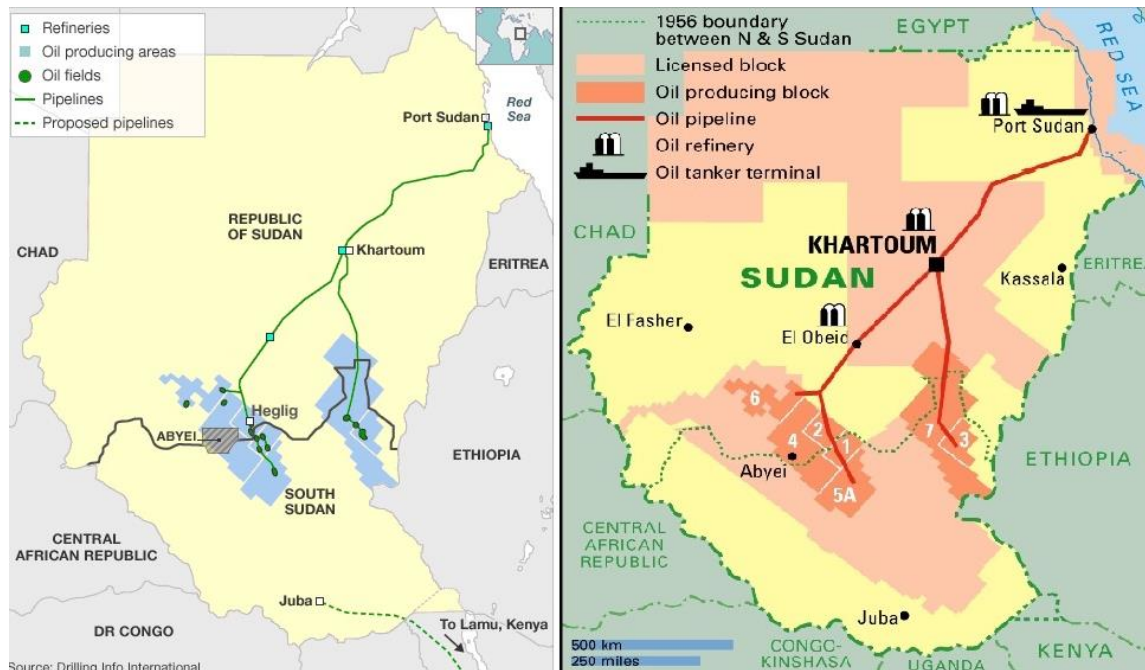 Refineries
Oil producing areas
Oil fields
Pipelines
Proposed pipelines
Red
Sea
Port Sudan
REPUBLIC
OF SUDAN
CHAD
Khartoum
ERITREA
Heglig
ABYEI
ETHIOPIA
SOUTH
SUDAN
CENTRAL
AFRICAN REPUBLIC
Juba
DR CONGO
To Lamu, Kenya
Source: Drilling Info International
1956 boundary
between N & S Sudan
Licensed block
Oil producing block
Oil pipeline
Oil refinery
Oil tanker terminal
EGYPT
RED SEA
Port Sudan
CHAD
KHARTOUM
SUDAN
Kassala
ERITREA
El Fasher
El Obeid
6
2
4
1
7
3
Abyei
5A
ETHIOPIA
CENTRAL
AFRICAN
REPUBLIC
Juba
500 km
250 miles
CONGO-
KINSHASA
UGANDA
KENYA